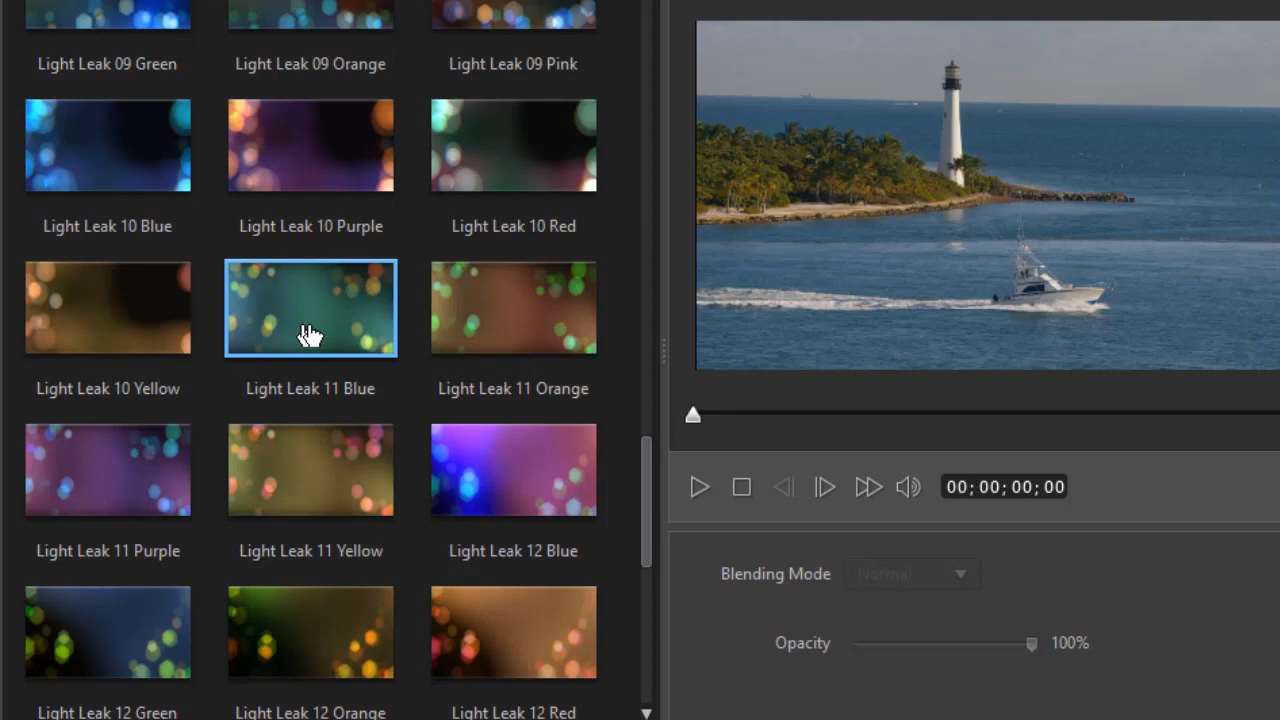 Light Leak 09 Green
Light Leak 09 Orange
Light Leak 09 Pink
Light Leak 10 Blue
Light Leak 10 Purple
Light Leak 10 Red
Light Leak 10 Yellow
Light Leak 11 Blue
Light Leak 11 Orange
Light Leak 11 Purple
Light Leak 11 Yellow
Light Leak 12 Blue
Light Leak 12 Green
Light Leak 12 Orange
Light Leak 12 Red
00;00;00;00
Blending Mode
Normal
Opacity
100%